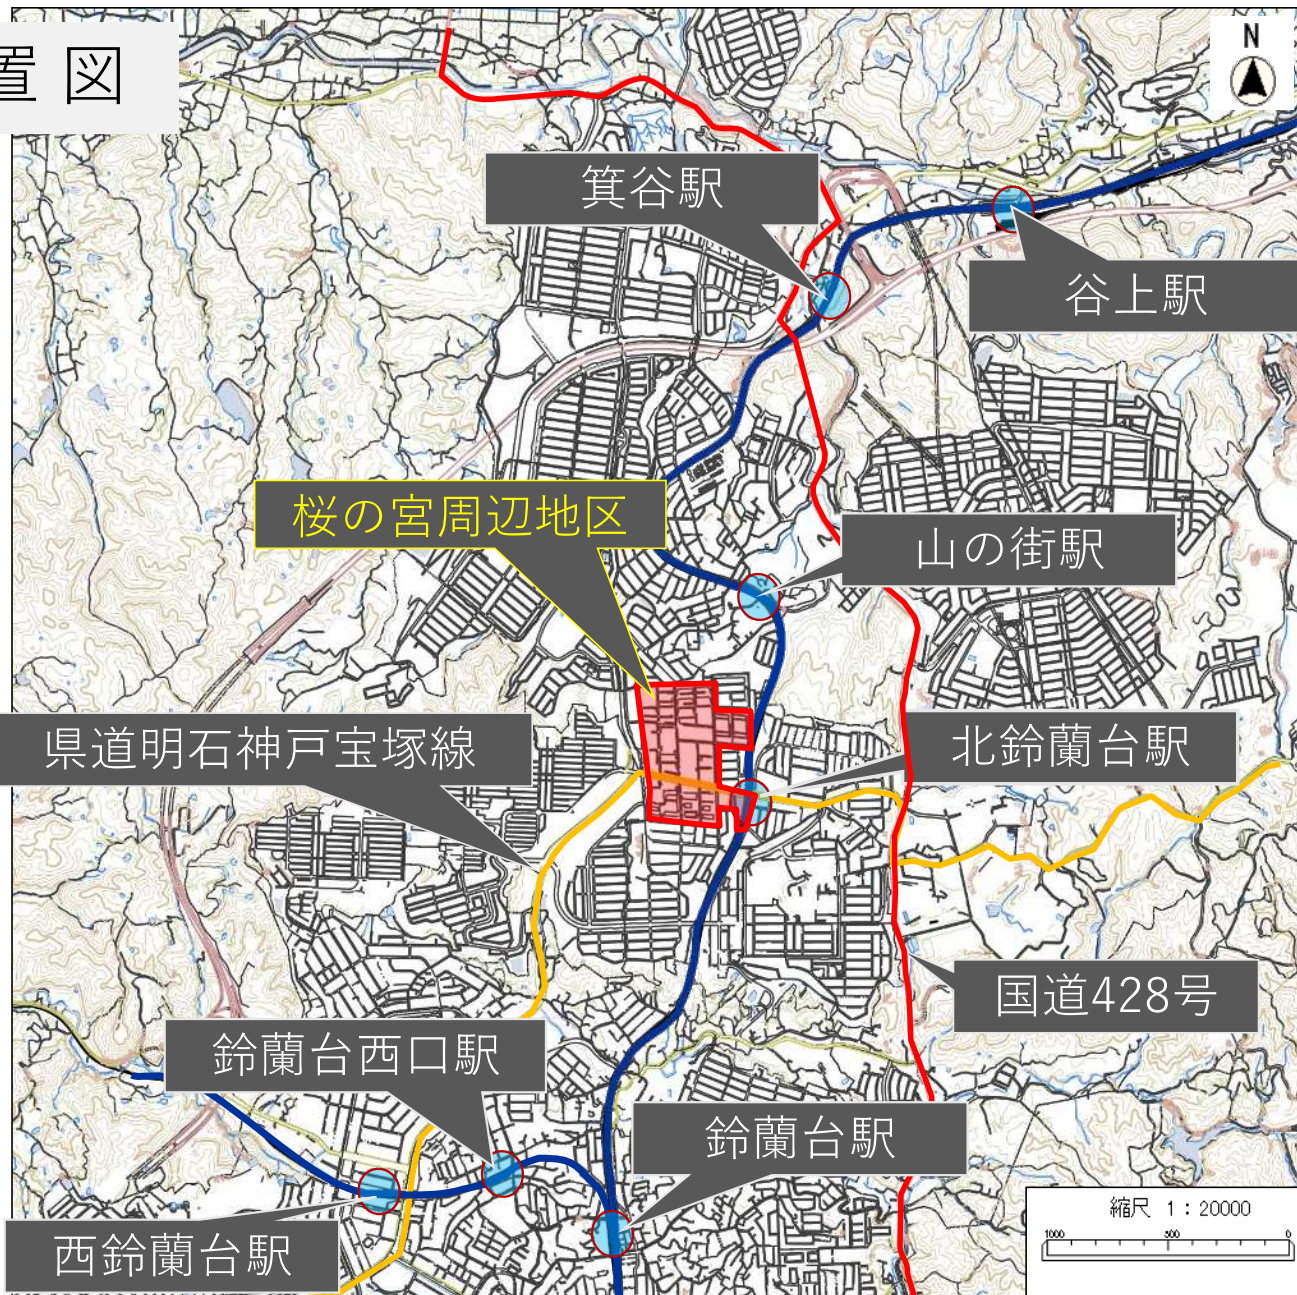 置図
N
箕谷駅
谷上駅
桜の宮周辺地区
山の街駅
県道明石神戸宝塚線
北鈴蘭台駅
国道428号
鈴蘭台西口駅
鈴蘭台駅
西鈴蘭台駅
縮尺 1：20000
1000 500 0